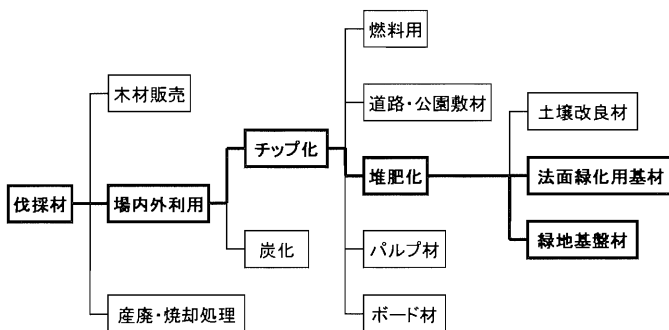 伐採材
木材販売
場内外利用
産廃・焼却処理
チップ化
炭化
燃料用
道路・公園敷材
堆肥化
パルプ材
ボード材
土壌改良材
法面緑化用基材
緑地基盤材